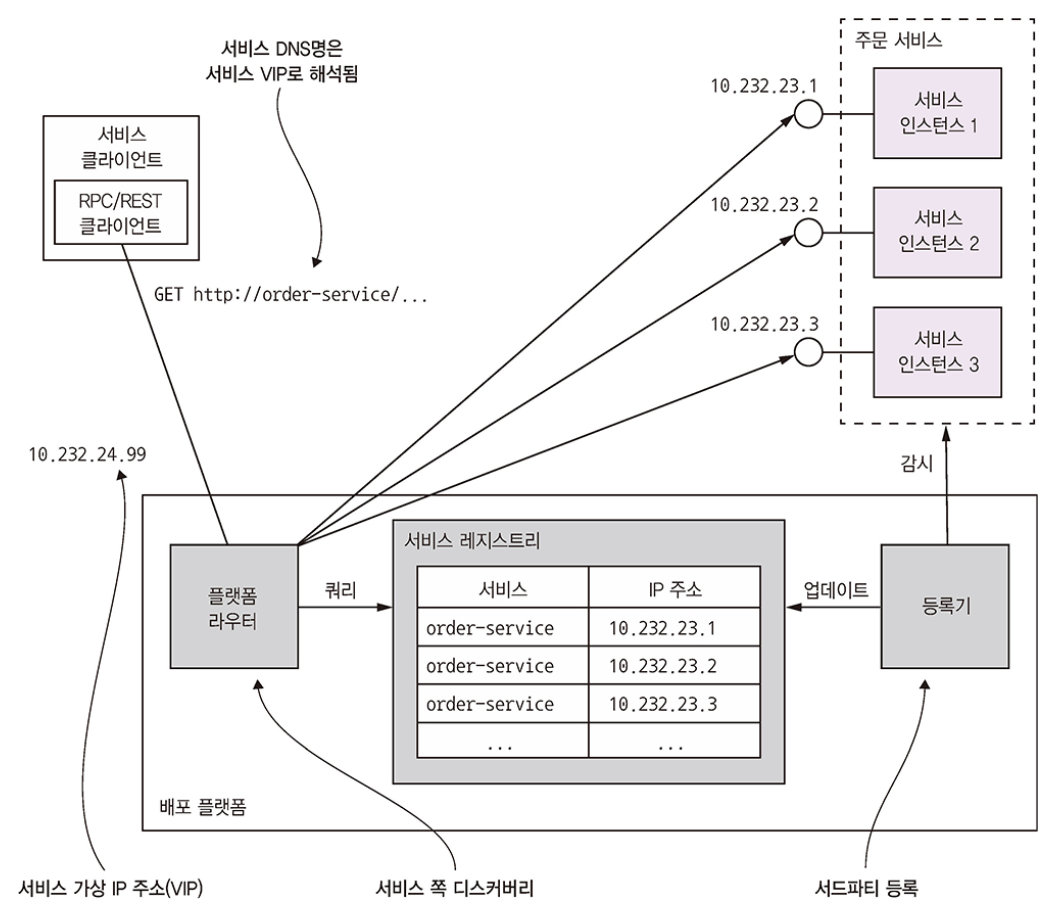 서비스 DNS명은
서비스 VIP로 해석됨
주문 서비스
10.232.23.1
서비스
인스턴스 1
서비스
클라이언트
RPC/REST
클라이언트
10.232.23.2
서비스
인스턴스 2
GET http://order-service/...
10.232.23.3
서비스
인스턴스 3
10.232.24.99
감시
서비스 레지스트리
플랫폼
라우터
쿼리
서비스 IP 주소
order-service 10.232.23.1
order-service 10.232.23.2
order-service 10.232.23.3
... ...
업데이트
등록기
배포 플랫폼
서비스 가상 IP 주소(VIP)
서비스 쪽 디스커버리
서드파티 등록